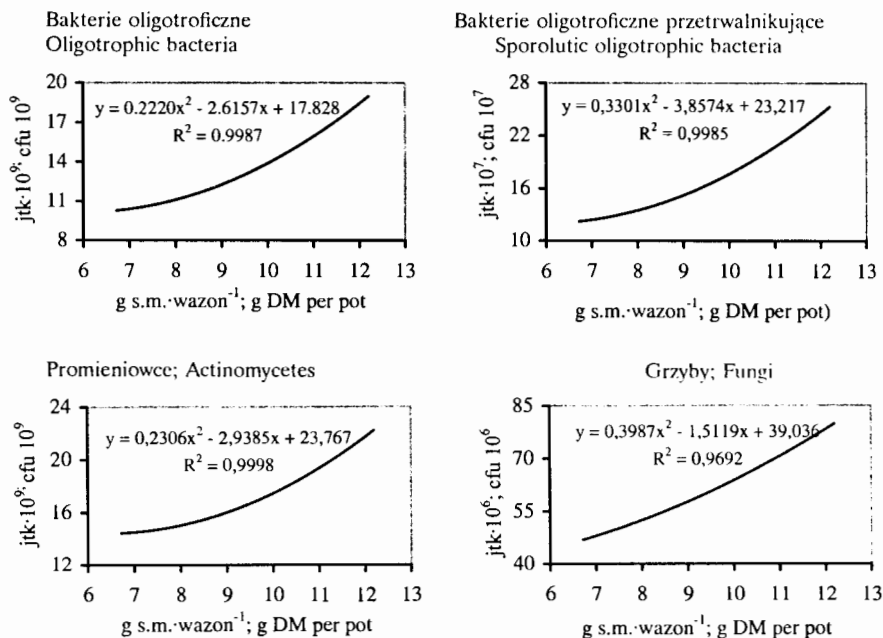 Bakterie oligotroficzne
Oligotrophic bacteria
20
17
14
11
8
jtk·10⁹; cfu 10⁹
y = 0.2220x² - 2.6157x + 17.828
R² = 0.9987
6 7 8 9 10 11 12 13
g s.m.·wazon⁻¹; g DM per pot
Bakterie oligotroficzne przetrwalnikujące
Sporolutic oligotrophic bacteria
28
22
16
10
jtk·10⁷; cfu 10⁷
y = 0,3301x² - 3,8574x + 23,217
R² = 0,9985
6 7 8 9 10 11 12 13
g s.m.·wazon⁻¹; g DM per pot)
Promieniowce; Actinomycetes
24
21
18
15
12
jtk·10⁹; cfu 10⁹
y = 0,2306x² - 2,9385x + 23,767
R² = 0,9998
6 7 8 9 10 11 12 13
g s.m.·wazon⁻¹; g DM per pot
Grzyby; Fungi
85
70
55
40
jtk·10⁶; cfu 10⁶
y = 0,3987x² - 1,5119x + 39,036
R² = 0,9692
6 7 8 9 10 11 12 13
g s.m.·wazon⁻¹; g DM per pot